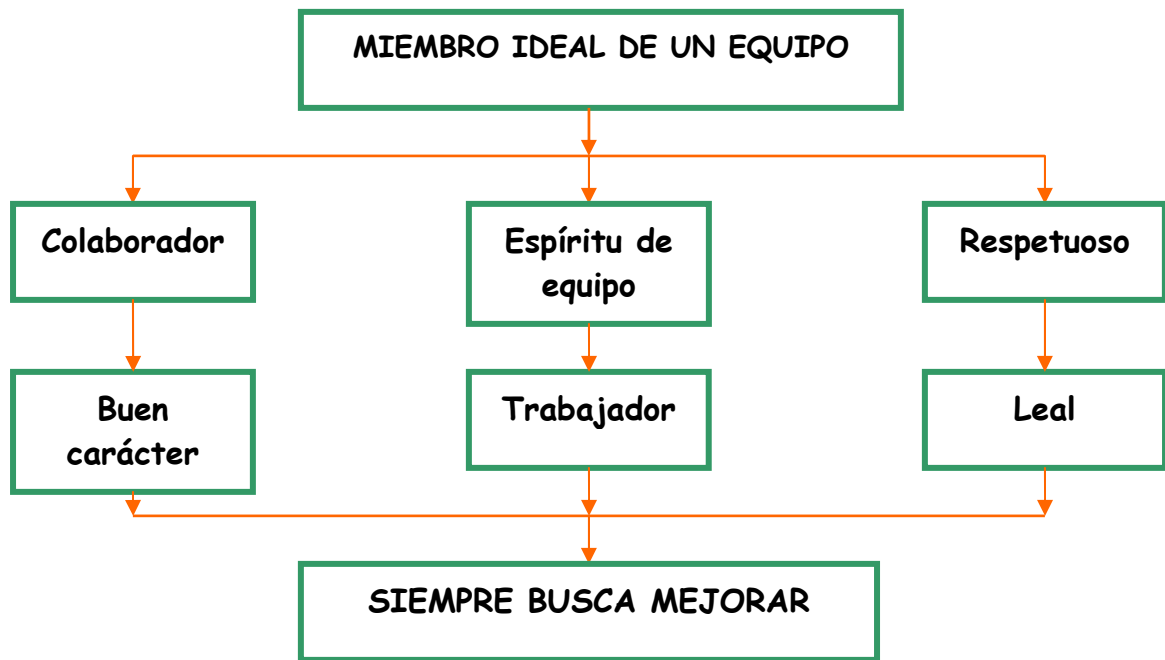 MIEMBRO IDEAL DE UN EQUIPO
Colaborador
Espíritu de
equipo
Respetuoso
Buen
carácter
Trabajador
Leal
SIEMPRE BUSCA MEJORAR